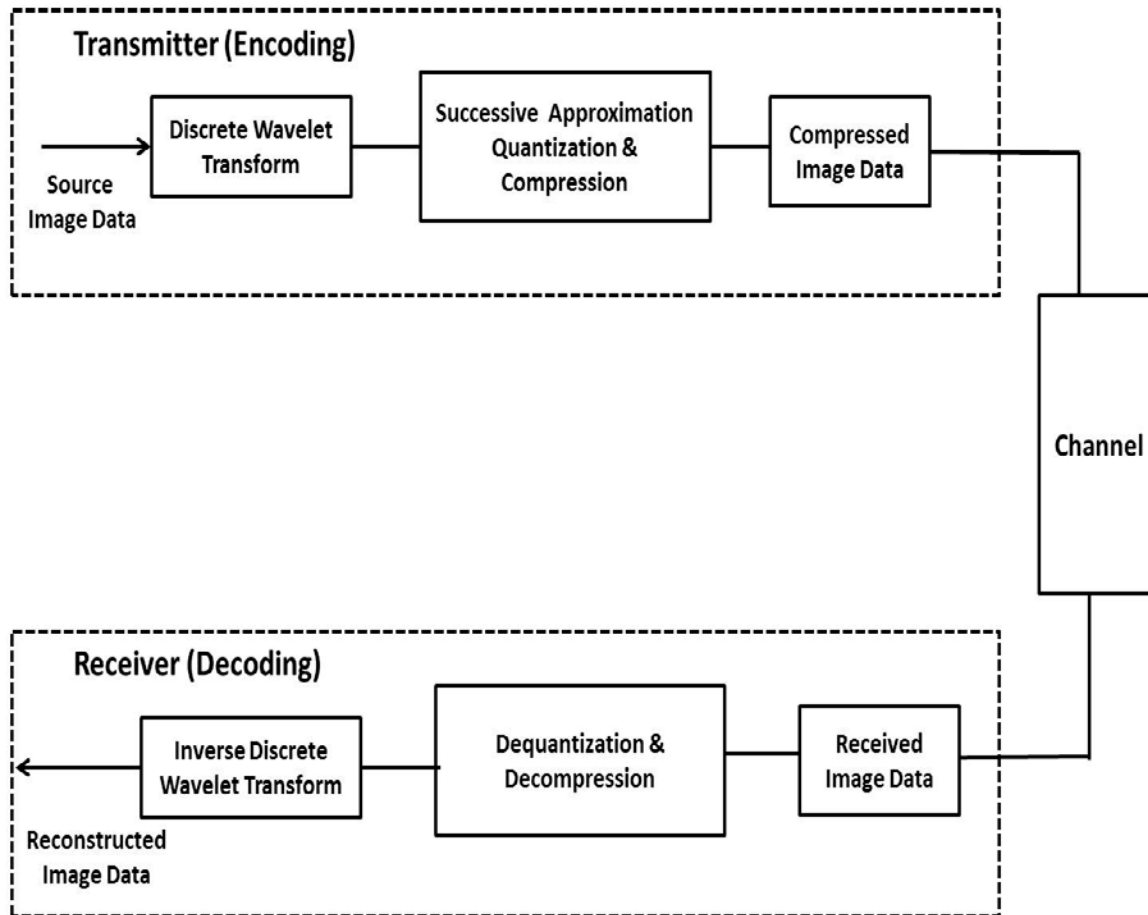 Transmitter (Encoding)
Source
Image Data
Discrete Wavelet
Transform
Successive Approximation
Quantization &
Compression
Compressed
Image Data
Channel
Receiver (Decoding)
Received
Image Data
Dequantization &
Decompression
Inverse Discrete
Wavelet Transform
Reconstructed
Image Data